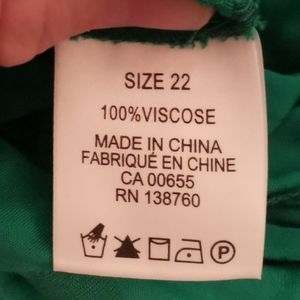 SIZE 22
100%VISCOSE
MADE IN CHINA
FABRIQUÉ EN CHINE
CA 00655
RN 138760
P